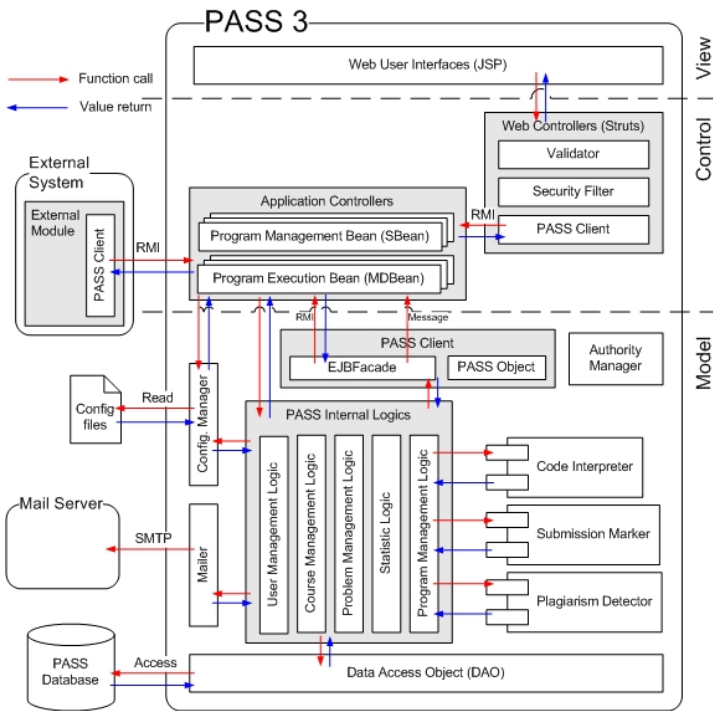 PASS 3
Web User Interfaces (JSP)
View
Function call
Value return
Control
Web Controllers (Struts)
Validator
Security Filter
PASS Client
RMI
External
System
External
Module
PASS Client
RMI
Application Controllers
Program Management Bean (SBean)
Program Execution Bean (MDBean)
RMI
Message
Model
PASS Client
EJBFacade
PASS Object
Authority
Manager
Config
files
Read
Config. Manager
PASS Internal Logics
User Management Logic
Course Management Logic
Problem Management Logic
Statistic Logic
Program Management Logic
Code Interpreter
Submission Marker
Plagiarism Detector
Mail Server
SMTP
Mailer
PASS
Database
Access
Data Access Object (DAO)